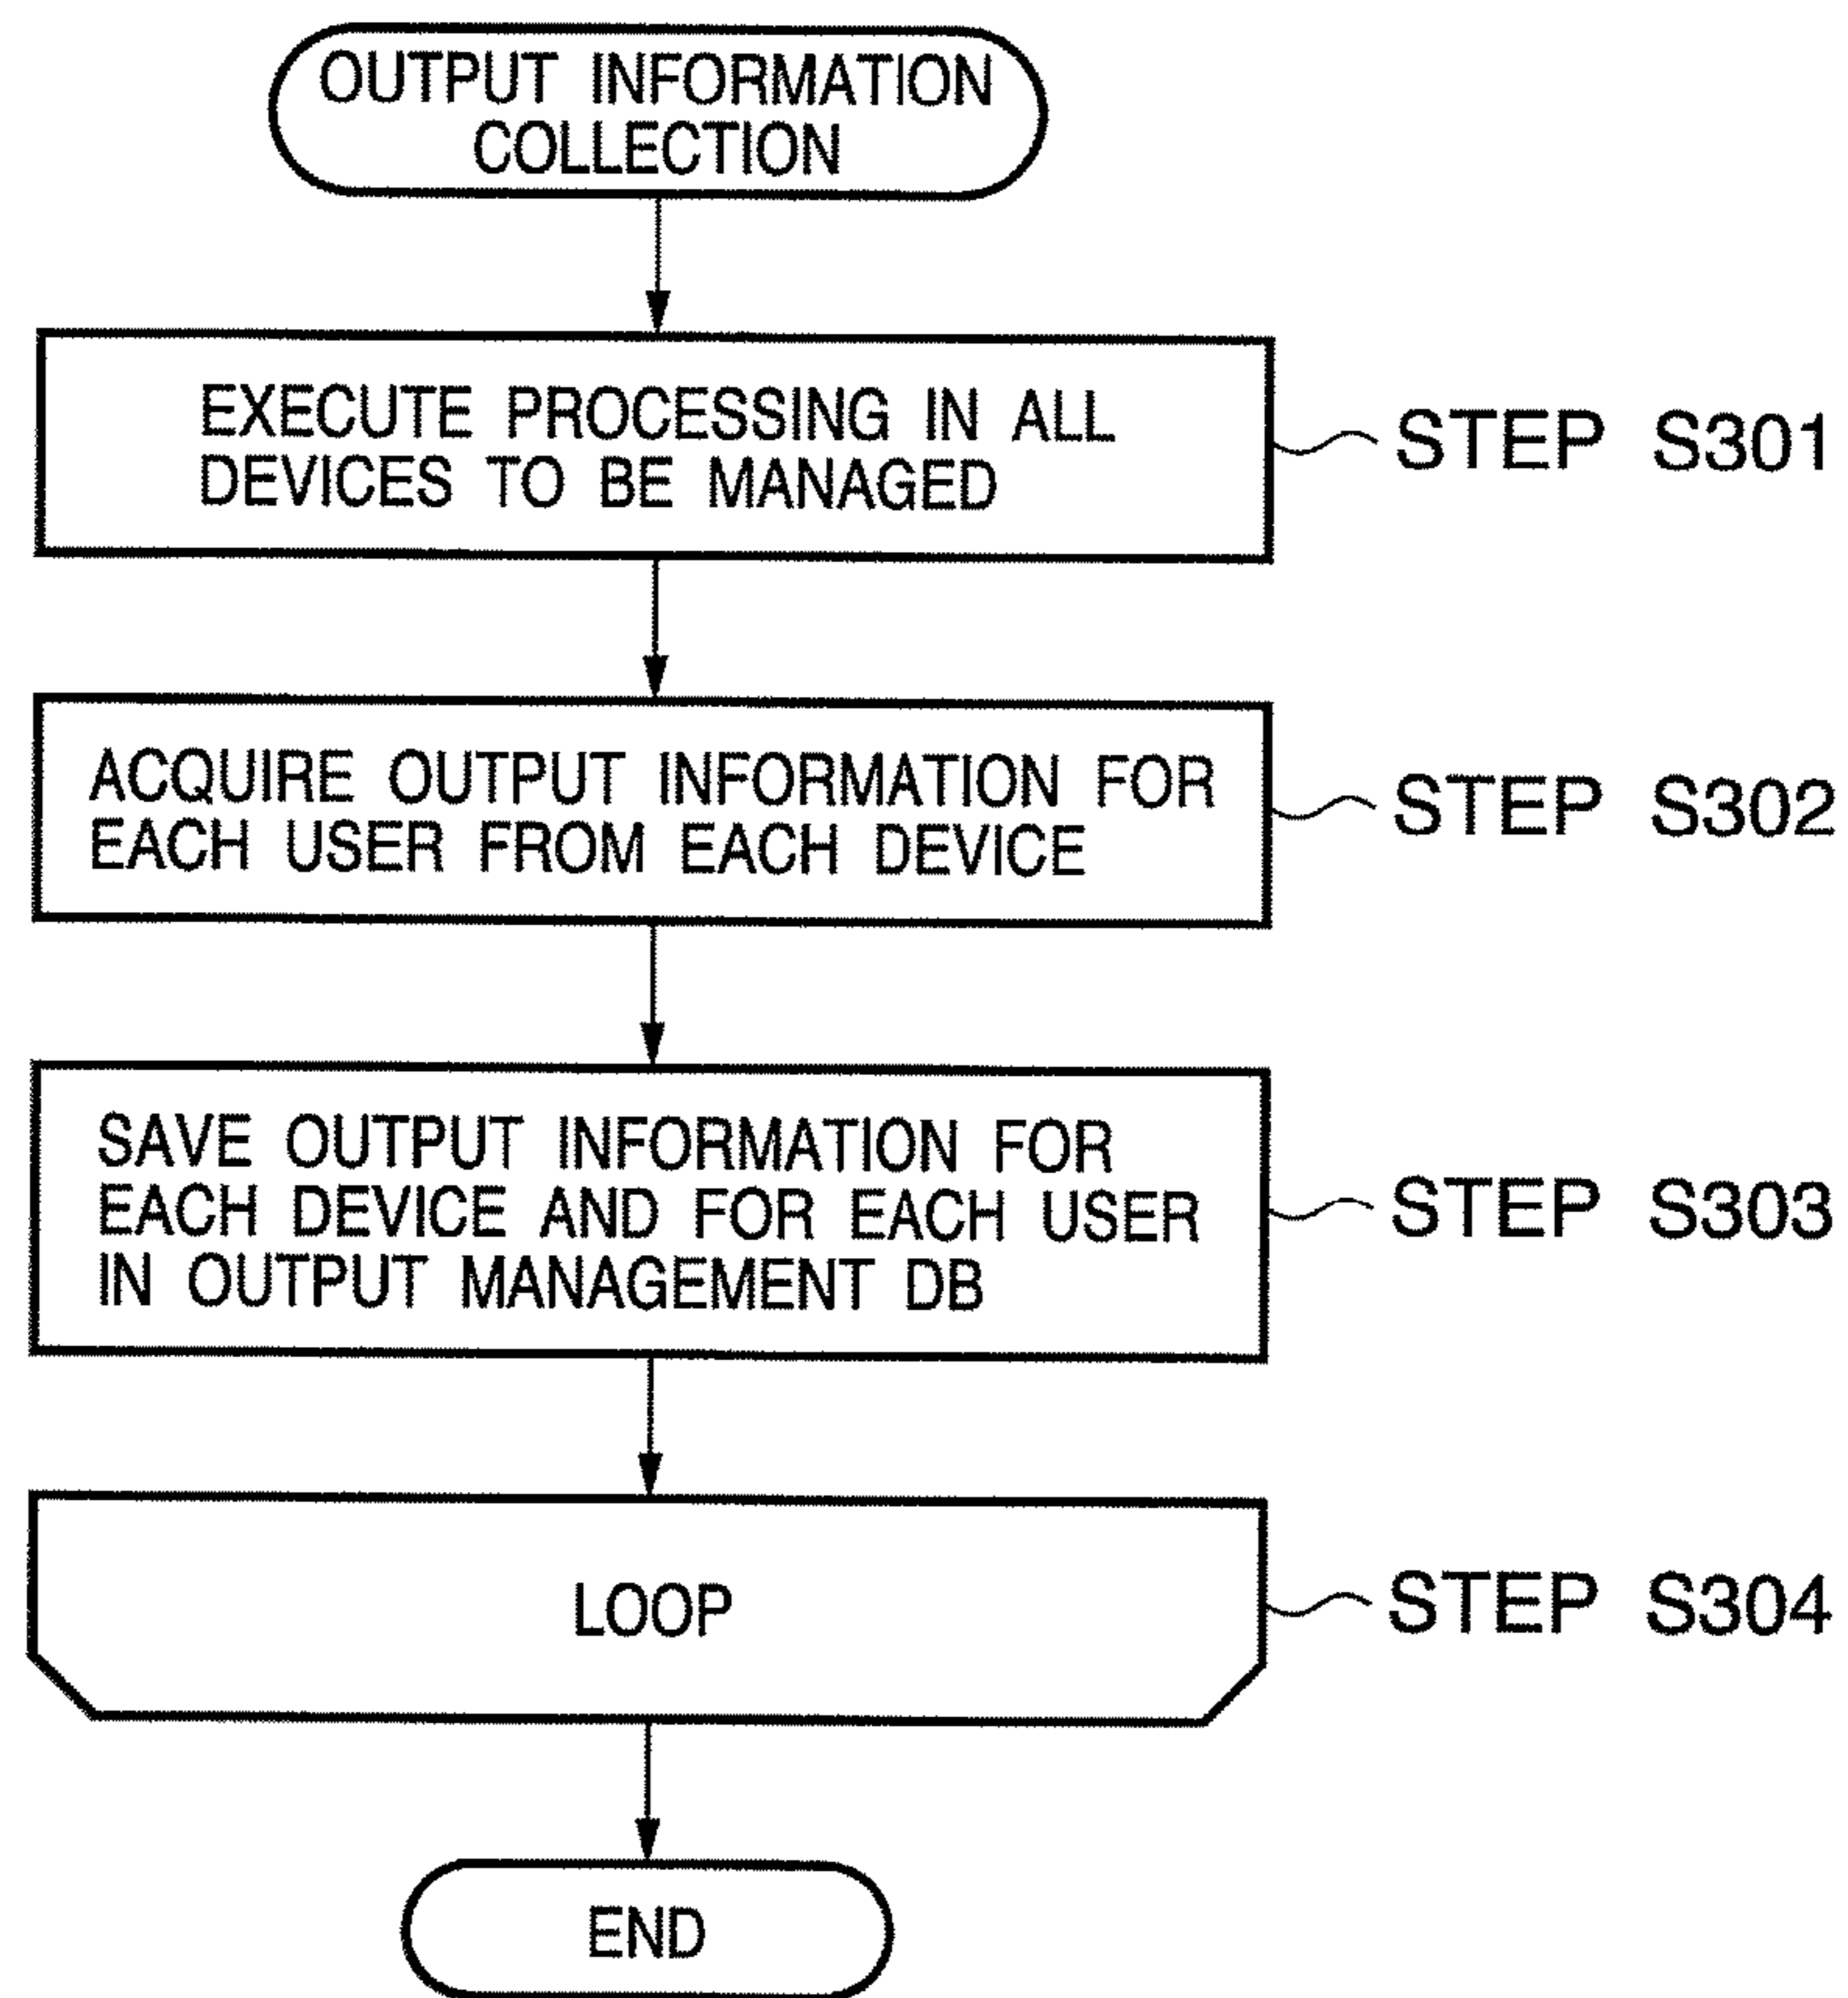 OUTPUT INFORMATION
COLLECTION
EXECUTE PROCESSING IN ALL
DEVICES TO BE MANAGED
STEP S301
ACQUIRE OUTPUT INFORMATION FOR
EACH USER FROM EACH DEVICE
STEP S302
SAVE OUTPUT INFORMATION FOR
EACH DEVICE AND FOR EACH USER
IN OUTPUT MANAGEMENT DB
STEP S303
LOOP
STEP S304
END